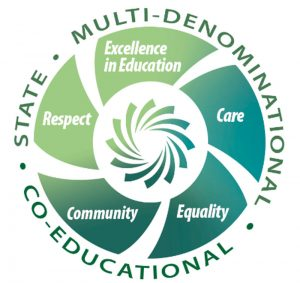 STATE • MULTI-DENOMINATIONAL • CO-EDUCATIONAL •
Excellence
in Education
Care
Equality
Community
Respect